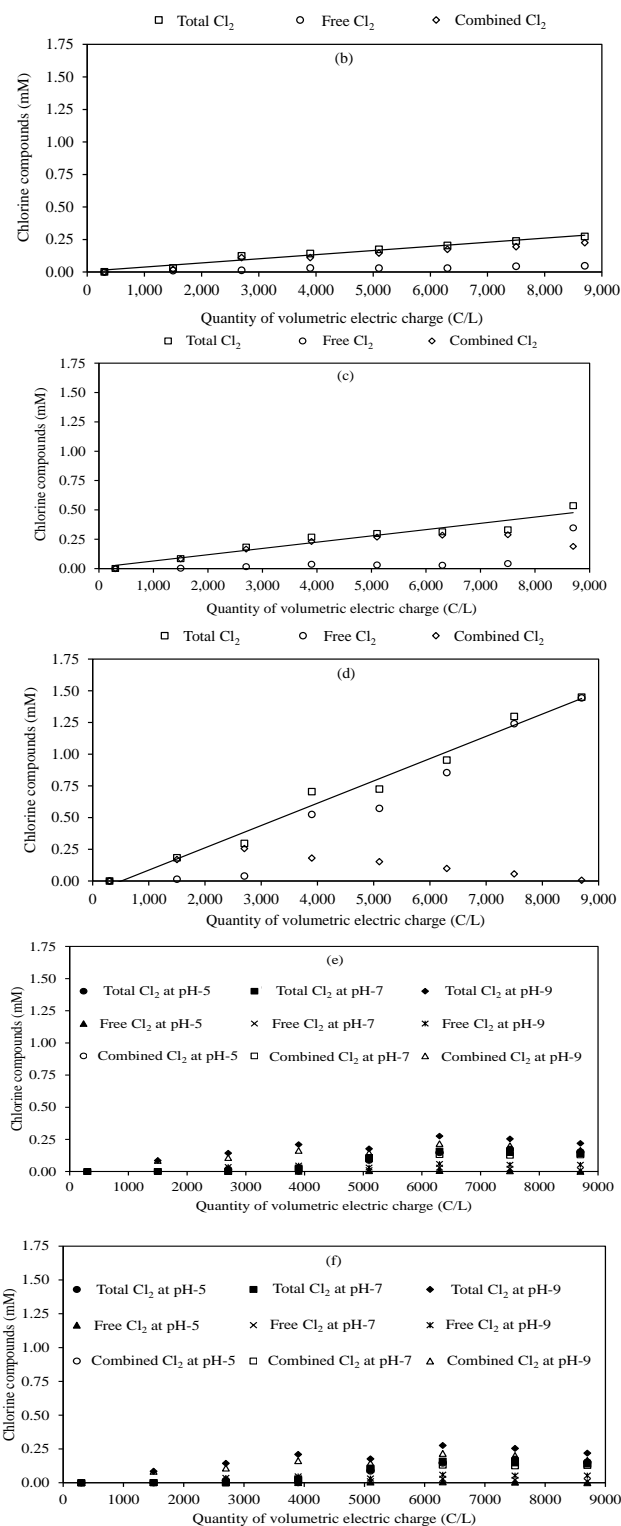 Total Cl₂ Free Cl₂ Combined Cl₂
(b)
Chlorine compounds (mM)
1.75
1.50
1.25
1.00
0.75
0.50
0.25
0.00
0 1,000 2,000 3,000 4,000 5,000 6,000 7,000 8,000 9,000
Quantity of volumetric electric charge (C/L)
Total Cl₂ Free Cl₂ Combined Cl₂
(c)
Chlorine compounds (mM)
1.75
1.50
1.25
1.00
0.75
0.50
0.25
0.00
0 1,000 2,000 3,000 4,000 5,000 6,000 7,000 8,000 9,000
Quantity of volumetric electric charge (C/L)
Total Cl₂ Free Cl₂ Combined Cl₂
(d)
Chlorine compounds (mM)
1.75
1.50
1.25
1.00
0.75
0.50
0.25
0.00
0 1,000 2,000 3,000 4,000 5,000 6,000 7,000 8,000 9,000
Quantity of volumetric electric charge (C/L)
(e)
Chlorine compounds (mM)
1.75
1.50
1.25
1.00
0.75
0.50
0.25
0.00
Total Cl₂ at pH-5 Total Cl₂ at pH-7 Total Cl₂ at pH-9
Free Cl₂ at pH-5 Free Cl₂ at pH-7 Free Cl₂ at pH-9
Combined Cl₂ at pH-5 Combined Cl₂ at pH-7 Combined Cl₂ at pH-9
0 1000 2000 3000 4000 5000 6000 7000 8000 9000
Quantity of volumetric electric charge (C/L)
(f)
Chlorine compounds (mM)
1.75
1.50
1.25
1.00
0.75
0.50
0.25
0.00
Total Cl₂ at pH-5 Total Cl₂ at pH-7 Total Cl₂ at pH-9
Free Cl₂ at pH-5 Free Cl₂ at pH-7 Free Cl₂ at pH-9
Combined Cl₂ at pH-5 Combined Cl₂ at pH-7 Combined Cl₂ at pH-9
0 1000 2000 3000 4000 5000 6000 7000 8000 9000
Quantity of volumetric electric charge (C/L)